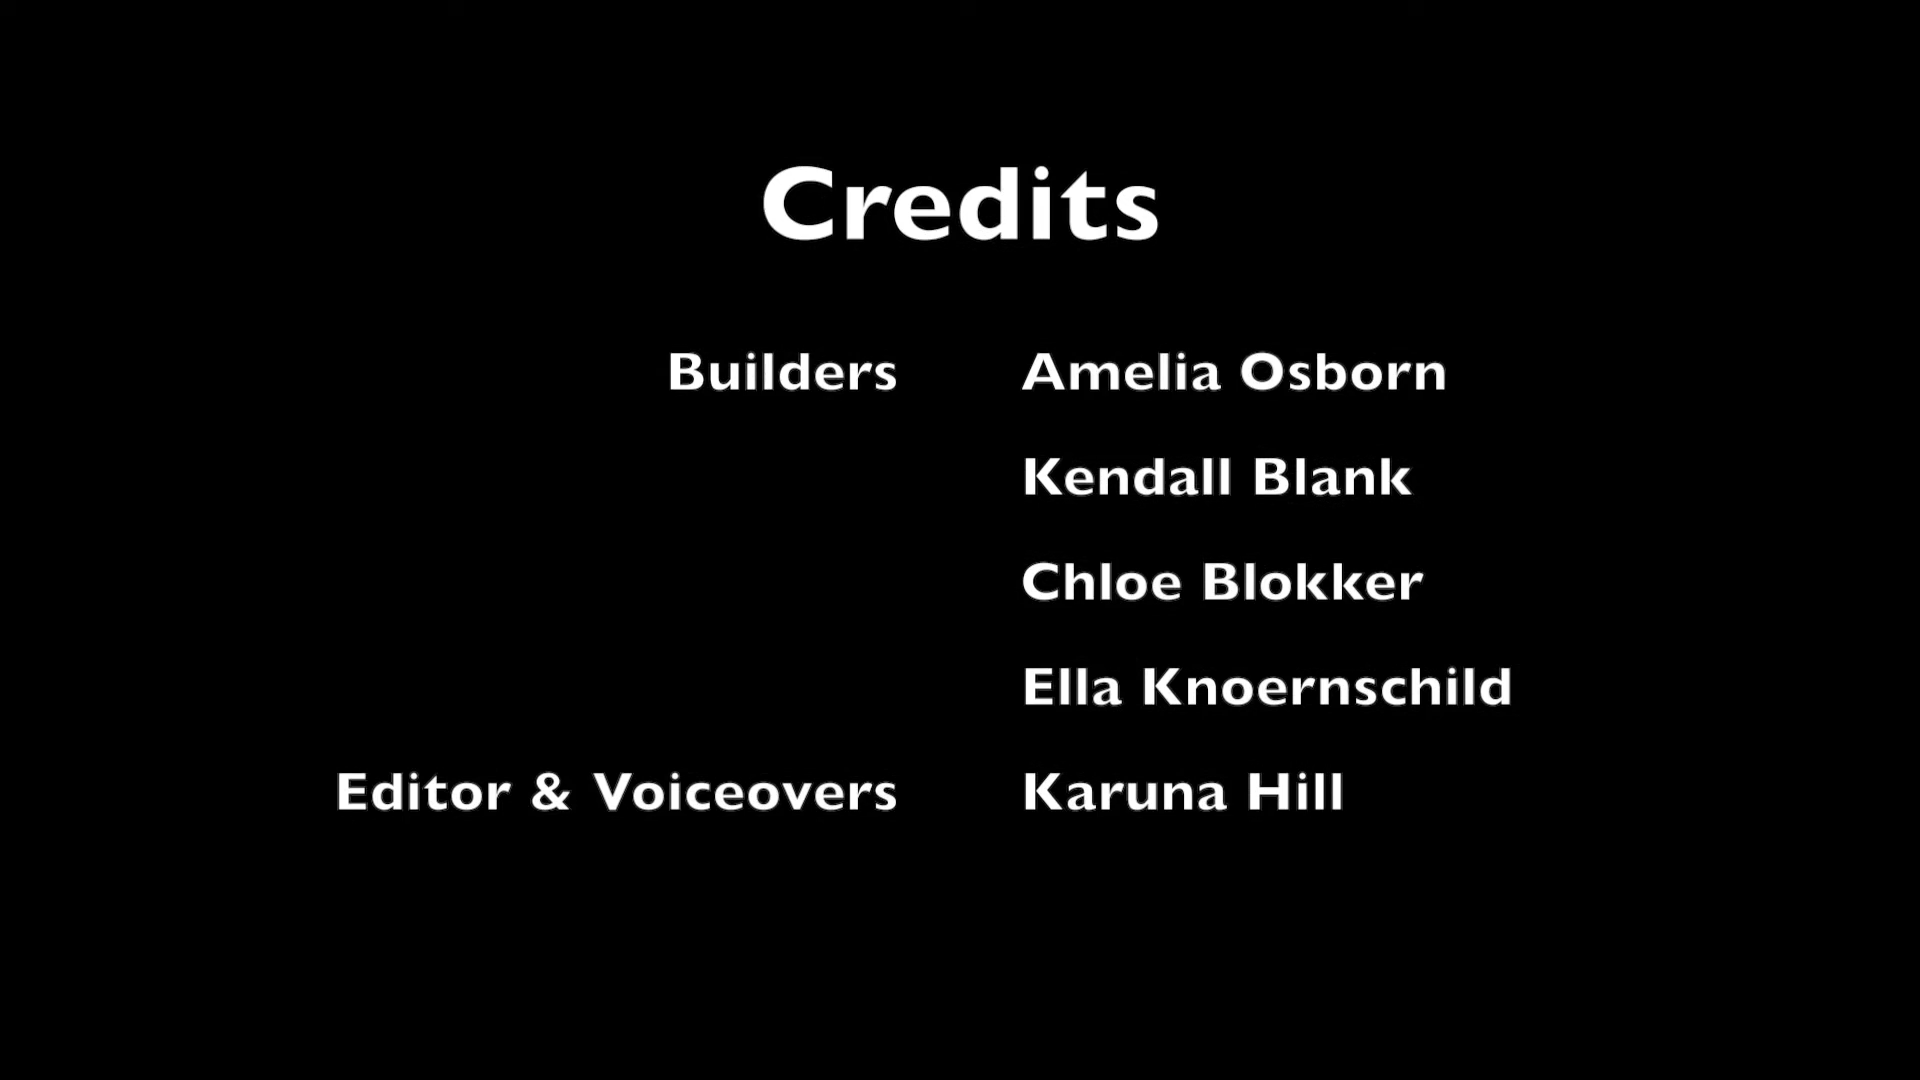 Credits
Builders Amelia Osborn
Kendall Blank
Chloe Blokker
Ella Knoernschild
Editor & Voiceovers Karuna Hill